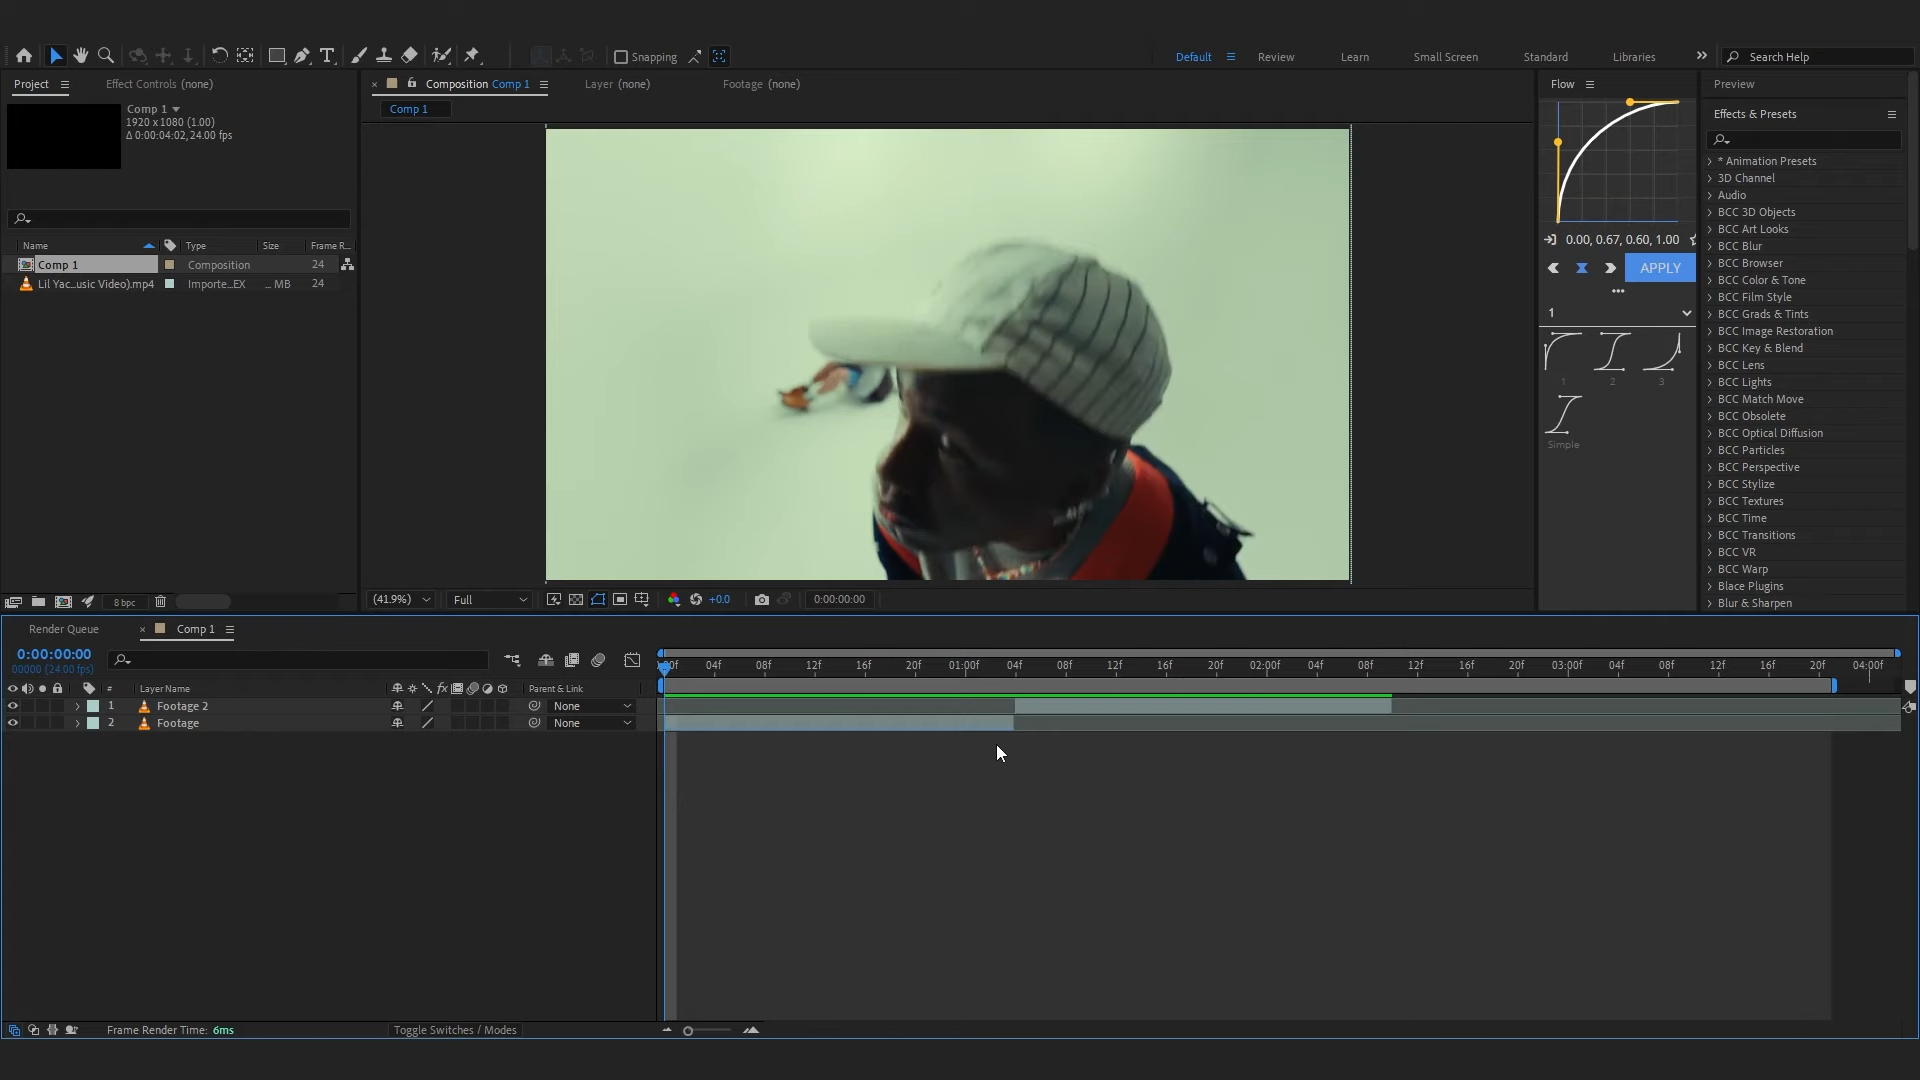 Snapping
Default
Review
Learn
Small Screen
Standard
Libraries
Search Help
Project
Effect Controls (none)
Composition Comp 1
Layer (none)
Footage (none)
Flow
Preview
Comp 1
1920 x 1080 (1.00)
Δ 0:00:04:02, 24.00 fps
Comp 1
Effects & Presets
* Animation Presets
3D Channel
Audio
BCC 3D Objects
BCC Art Looks
BCC Blur
BCC Browser
BCC Color & Tone
BCC Film Style
BCC Grads & Tints
BCC Image Restoration
BCC Key & Blend
BCC Lens
BCC Lights
BCC Match Move
BCC Obsolete
BCC Optical Diffusion
BCC Particles
BCC Perspective
BCC Stylize
BCC Textures
BCC Time
BCC Transitions
BCC VR
BCC Warp
Blace Plugins
Blur & Sharpen
0.00, 0.67, 0.60, 1.00
APPLY
1
1 2 3
Simple
Name Type Size Frame R...
Comp 1 Composition 24
Lil Yac...usic Video).mp4 Importe...EX ... MB 24
8 bpc
(41.9%) Full +0.0 0:00:00:00
Render Queue
Comp 1
0:00:00:00
00000 (24.00 fps)
:00f 04f 08f 12f 16f 20f 01:00f 04f 08f 12f 16f 20f 02:00f 04f 08f 12f 16f 20f 03:00f 04f 08f 12f 16f 20f 04:00f
# Layer Name fx Parent & Link
1 Footage 2 None
2 Footage None
Frame Render Time: 6ms
Toggle Switches / Modes